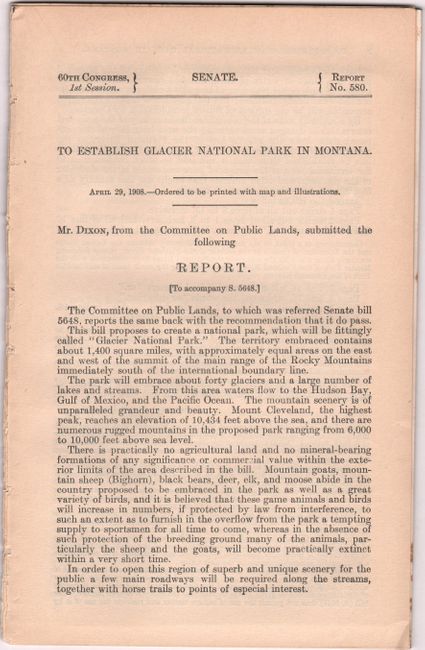 60TH CONGRESS, } SENATE. { REPORT
1st Session. } { No. 580.
TO ESTABLISH GLACIER NATIONAL PARK IN MONTANA.
APRIL 29, 1908.—Ordered to be printed with map and illustrations.
Mr. DIXON, from the Committee on Public Lands, submitted the
following
REPORT.
[To accompany S. 5648.]
The Committee on Public Lands, to which was referred Senate bill
5648, reports the same back with the recommendation that it do pass.
This bill proposes to create a national park, which will be fittingly
called "Glacier National Park." The territory embraced contains
about 1,400 square miles, with approximately equal areas on the east
and west of the summit of the main range of the Rocky Mountains
immediately south of the international boundary line.
The park will embrace about forty glaciers and a large number of
lakes and streams. From this area waters flow to the Hudson Bay,
Gulf of Mexico, and the Pacific Ocean. The mountain scenery is of
unparalleled grandeur and beauty. Mount Cleveland, the highest
peak, reaches an elevation of 10,434 feet above the sea, and there are
numerous rugged mountains in the proposed park ranging from 6,000
to 10,000 feet above sea level.
There is practically no agricultural land and no mineral-bearing
formations of any significance or commercial value within the exte-
rior limits of the area described in the bill. Mountain goats, moun-
tain sheep (Bighorn), black bears, deer, elk, and moose abide in the
country proposed to be embraced in the park as well as a great
variety of birds, and it is believed that these game animals and birds
will increase in numbers, if protected by law from interference, to
such an extent as to furnish in the overflow from the park a tempting
supply to sportsmen for all time to come, whereas in the absence of
such protection of the breeding ground many of the animals, par-
ticularly the sheep and the goats, will become practically extinct
within a very short time.
In order to open this region of superb and unique scenery for the
public a few main roadways will be required along the streams,
together with horse trails to points of especial interest.